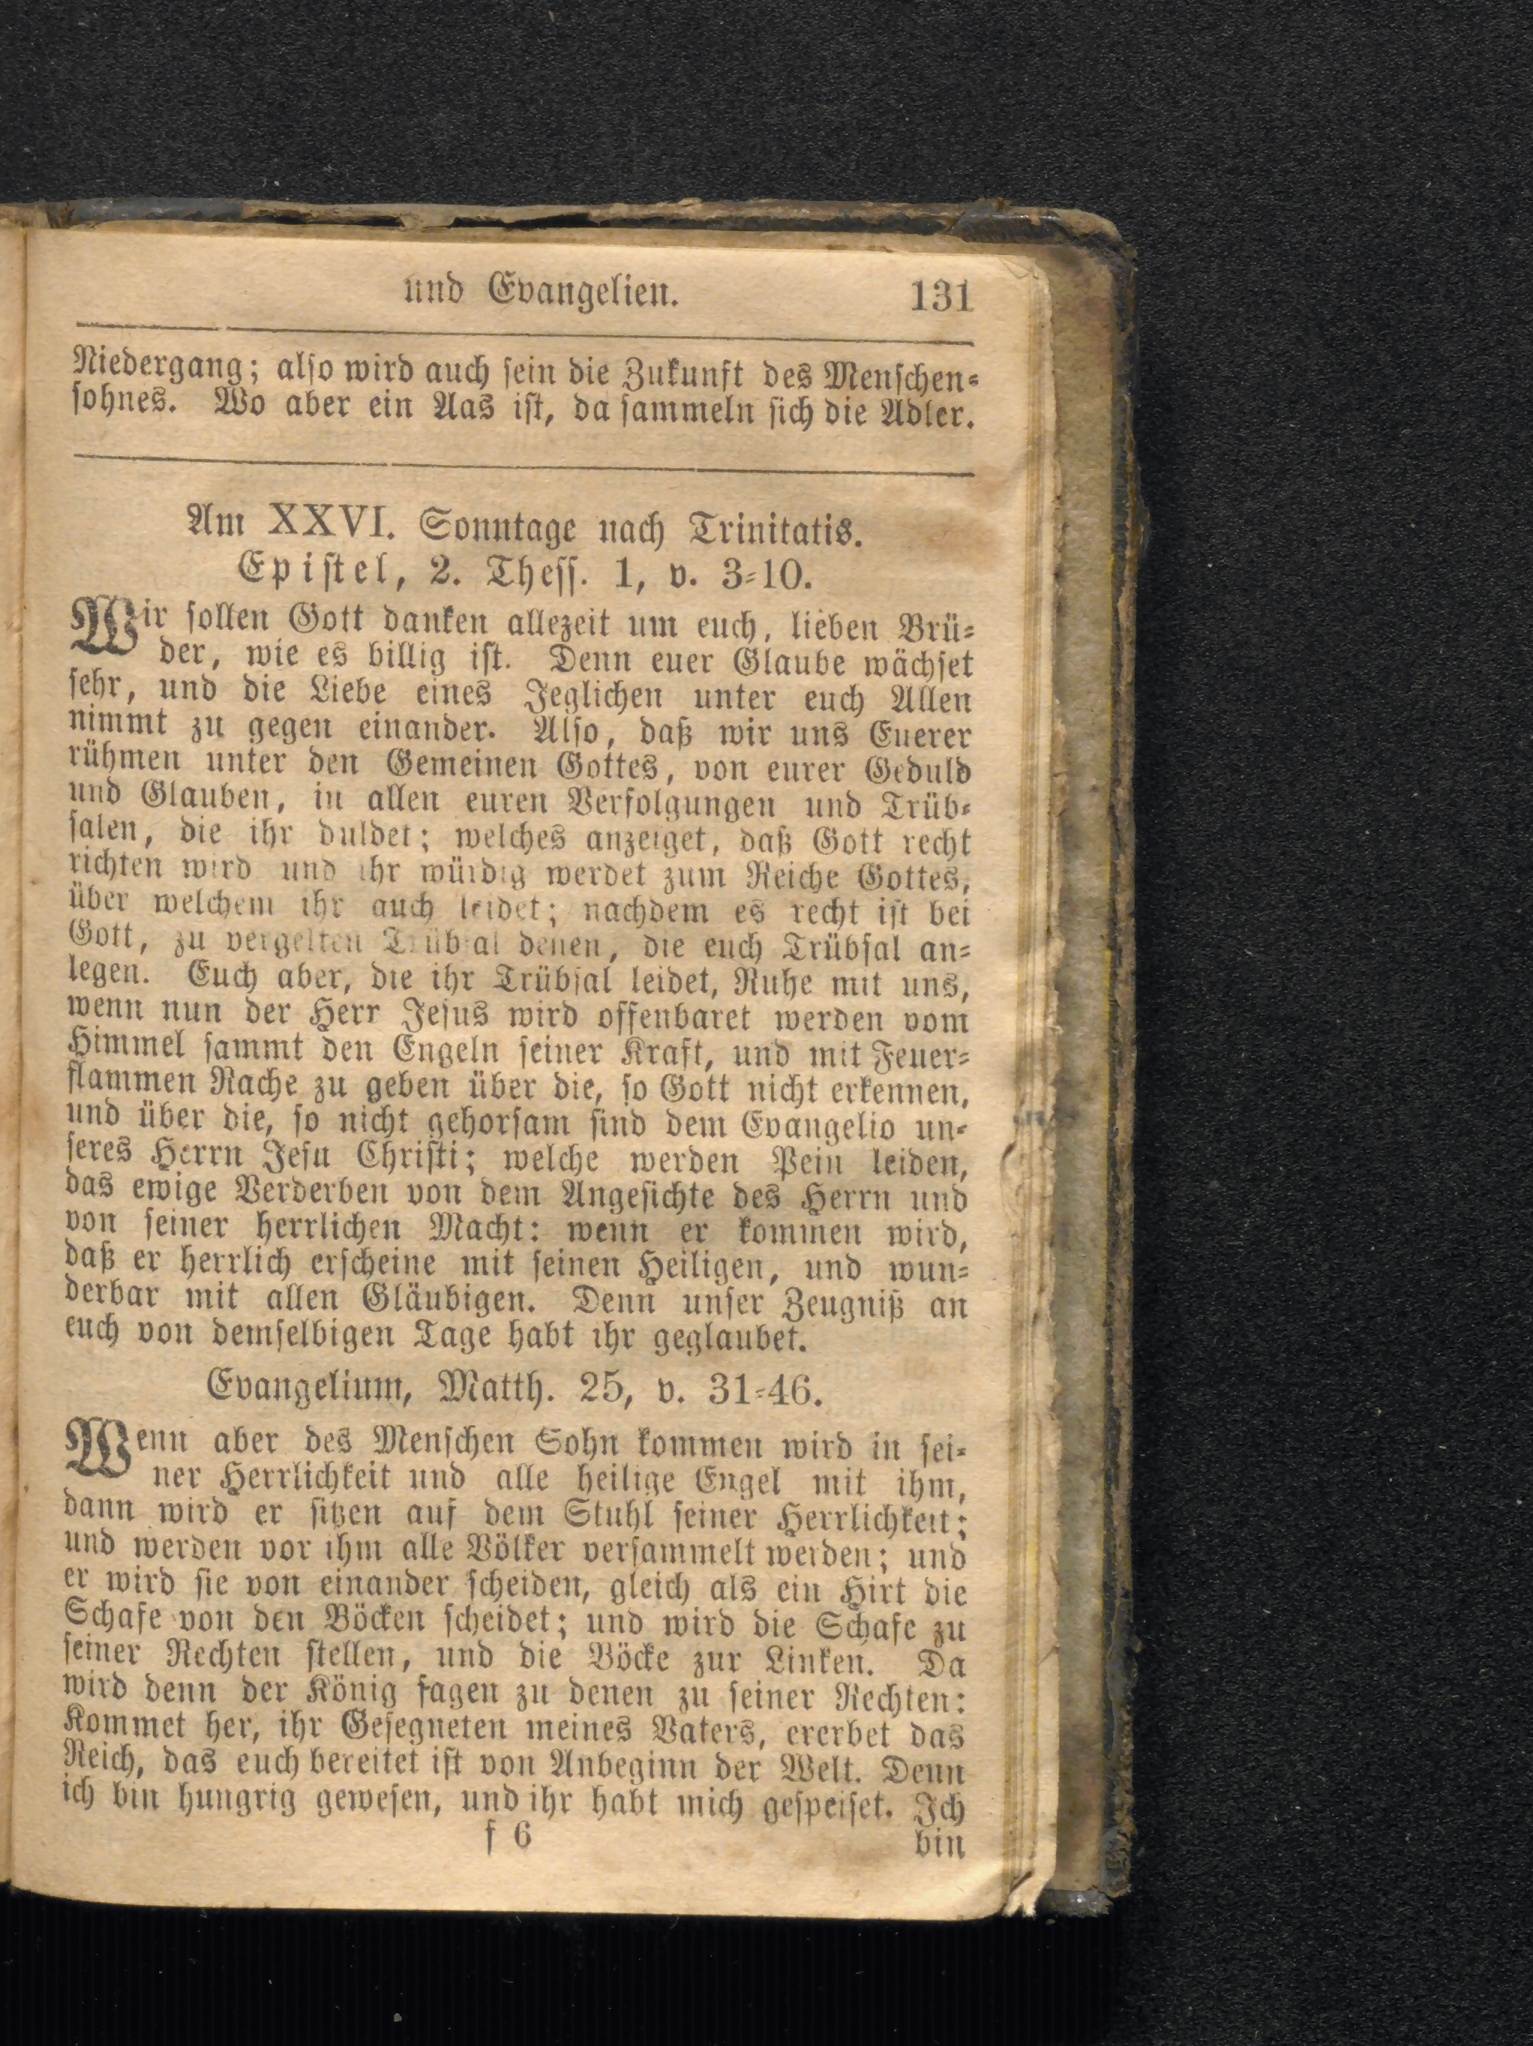 und Evangelien. 131
Niedergang; also wird auch sein die Zukunft des Menschen-
sohnes. Wo aber ein Aas ist, da sammeln sich die Adler.
Am XXVI. Sonntage nach Trinitatis.
Epistel, 2. Thess. 1, v. 3-10.
Wir sollen Gott danken allezeit um euch, lieben Brü-
der, wie es billig ist. Denn euer Glaube wächset
sehr, und die Liebe eines Jeglichen unter euch Allen
nimmt zu gegen einander. Also, daß wir uns Euerer
rühmen unter den Gemeinen Gottes, von eurer Geduld
und Glauben, in allen euren Verfolgungen und Trüb-
salen, die ihr duldet; welches anzeiget, daß Gott recht
richten wird und ihr würdig werdet zum Reiche Gottes,
über welchem ihr auch leidet; nachdem es recht ist bei
Gott, zu vergelten Trübsal denen, die euch Trübsal an-
legen. Euch aber, die ihr Trübsal leidet, Ruhe mit uns,
wenn nun der Herr Jesus wird offenbaret werden vom
Himmel sammt den Engeln seiner Kraft, und mit Feuer-
flammen Rache zu geben über die, so Gott nicht erkennen,
und über die, so nicht gehorsam sind dem Evangelio un-
seres Herrn Jesu Christi; welche werden Pein leiden,
das ewige Verderben von dem Angesichte des Herrn und
von seiner herrlichen Macht: wenn er kommen wird,
daß er herrlich erscheine mit seinen Heiligen, und wun-
derbar mit allen Gläubigen. Denn unser Zeugniß an
euch von demselbigen Tage habt ihr geglaubet.
Evangelium, Matth. 25, v. 31-46.
Wenn aber des Menschen Sohn kommen wird in sei-
ner Herrlichkeit und alle heilige Engel mit ihm,
dann wird er sitzen auf dem Stuhl seiner Herrlichkeit;
und werden vor ihm alle Völker versammelt werden; und
er wird sie von einander scheiden, gleich als ein Hirt die
Schafe von den Böcken scheidet; und wird die Schafe zu
seiner Rechten stellen, und die Böcke zur Linken. Da
wird denn der König sagen zu denen zu seiner Rechten:
Kommet her, ihr Gesegneten meines Vaters, ererbet das
Reich, das euch bereitet ist von Anbeginn der Welt. Denn
ich bin hungrig gewesen, und ihr habt mich gespeiset. Ich
f 6 bin